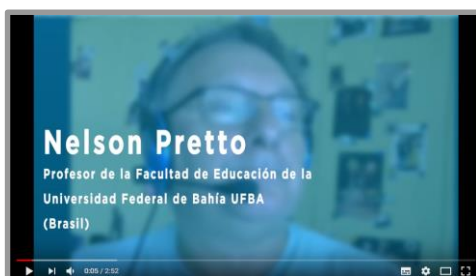 Nelson Pretto
Profesor de la Facultad de Educación de la
Universidad Federal de Bahía UFBA
(Brasil)
0:05 / 2:52